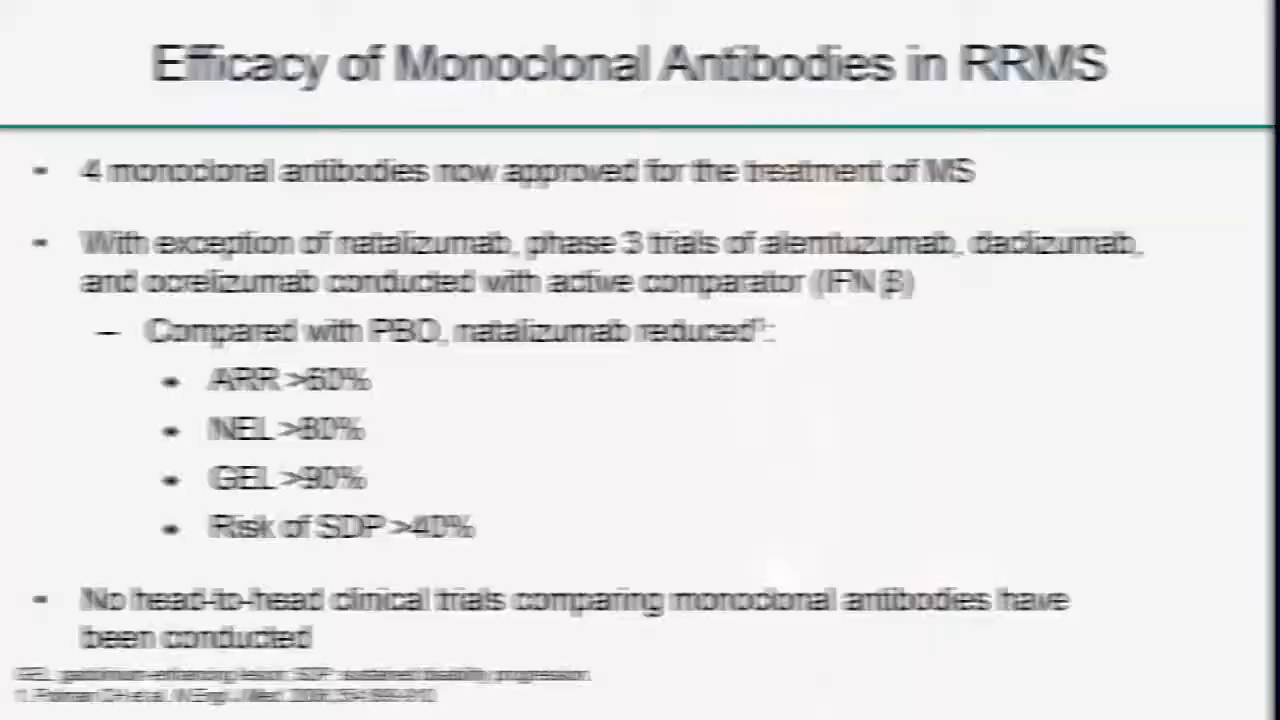 Efficacy of Monoclonal Antibodies in RRMS
- 4 monoclonal antibodies now approved for the treatment of MS
- With exception of natalizumab, phase 3 trials of alemtuzumab, daclizumab,
and ocrelizumab conducted with active comparator (IFN β)
– Compared with PBO, natalizumab reduced¹:
• ARR >60%
• NEL >80%
• GEL >90%
• Risk of SDP >40%
- No head-to-head clinical trials comparing monoclonal antibodies have
been conducted
GEL, gadolinium-enhancing lesion; SDP, sustained disability progression.
1. Polman CH et al. N Engl J Med. 2006;354:899-910.